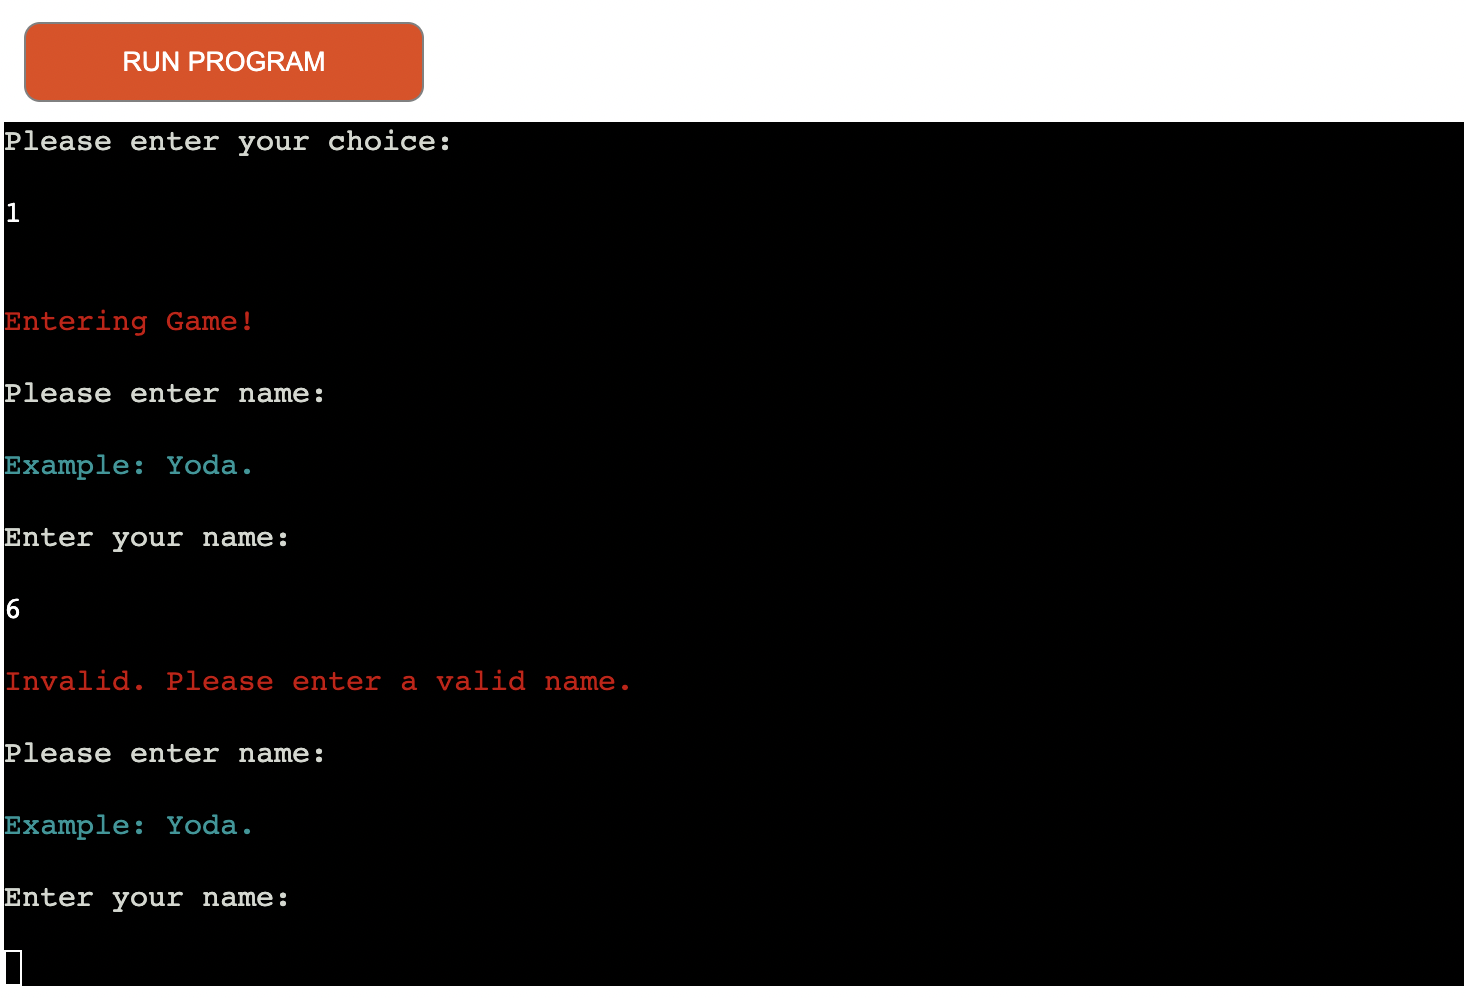 RUN PROGRAM
Please enter your choice:
1
Entering Game!
Please enter name:
Example: Yoda.
Enter your name:
6
Invalid. Please enter a valid name.
Please enter name:
Example: Yoda.
Enter your name: